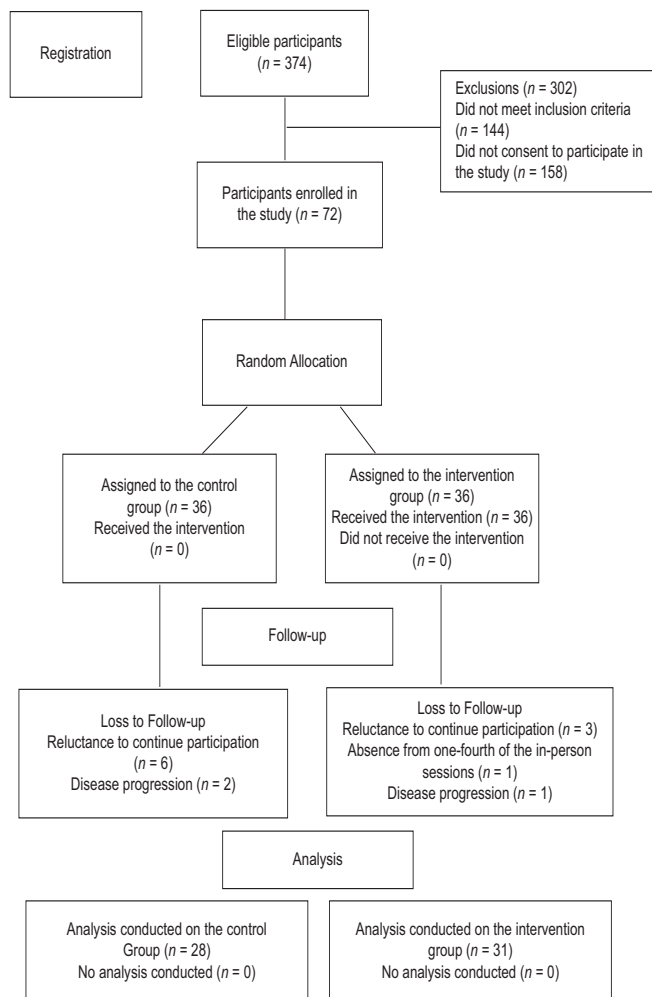 Registration
Eligible participants
(n = 374)
Exclusions (n = 302)
Did not meet inclusion criteria
(n = 144)
Did not consent to participate in
the study (n = 158)
Participants enrolled in
the study (n = 72)
Random Allocation
Assigned to the control
group (n = 36)
Received the intervention
(n = 0)
Assigned to the intervention
group (n = 36)
Received the intervention (n = 36)
Did not receive the intervention
(n = 0)
Follow-up
Loss to Follow-up
Reluctance to continue participation
(n = 6)
Disease progression (n = 2)
Loss to Follow-up
Reluctance to continue participation (n = 3)
Absence from one-fourth of the in-person
sessions (n = 1)
Disease progression (n = 1)
Analysis
Analysis conducted on the control
Group (n = 28)
No analysis conducted (n = 0)
Analysis conducted on the intervention
group (n = 31)
No analysis conducted (n = 0)